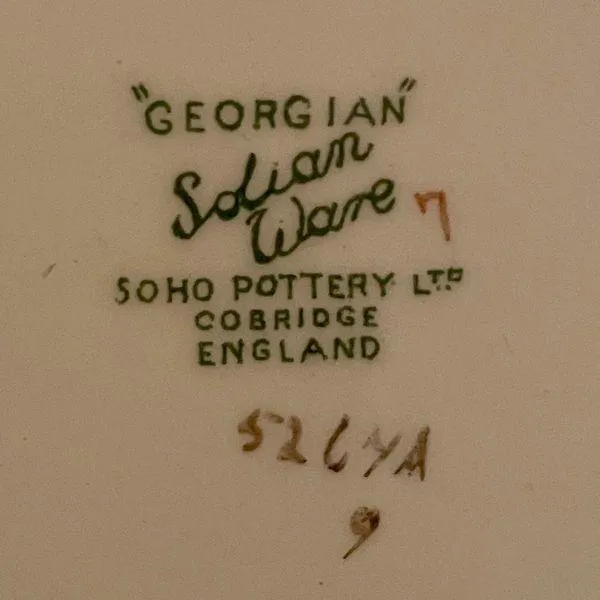 "GEORGIAN"
Solian
Ware 7
SOHO POTTERY LTD
COBRIDGE
ENGLAND
9